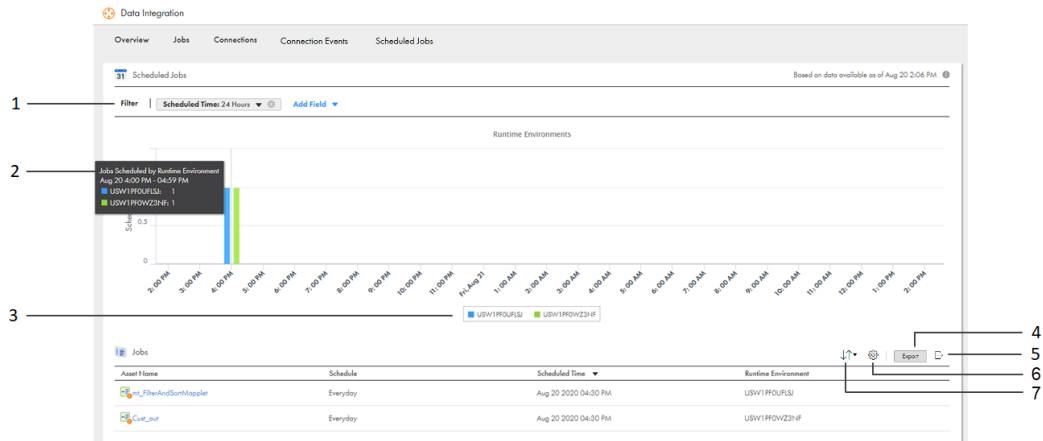 Data Integration
Overview Jobs Connections Connection Events Scheduled Jobs
31 Scheduled Jobs Based on data available as of Aug 20 2:06 PM
1 Filter Scheduled Time: 24 Hours Add Field
Runtime Environments
2 Jobs Scheduled by Runtime Environment
Aug 20 4:00 PM - 04:59 PM
USW1PF0UFLSJ: 1
USW1PF0WZ3NF: 1
0.5
0
2:00 PM 3:00 PM 4:00 PM 5:00 PM 6:00 PM 7:00 PM 8:00 PM 9:00 PM 10:00 PM 11:00 PM Fri,Aug 21 1:00 AM 2:00 AM 3:00 AM 4:00 AM 5:00 AM 6:00 AM 7:00 AM 8:00 AM 9:00 AM 10:00 AM 11:00 AM 12:00 PM 1:00 PM 2:00 PM
3 USW1PF0UFLSJ USW1PF0WZ3NF
4
Jobs Export 5
6
Asset Name Schedule Scheduled Time Runtime Environment
7
mt_FilterAndSortMapplet Everyday Aug 20 2020 04:30 PM USW1PF0UFLSJ
Cust_out Everyday Aug 20 2020 04:30 PM USW1PF0WZ3NF